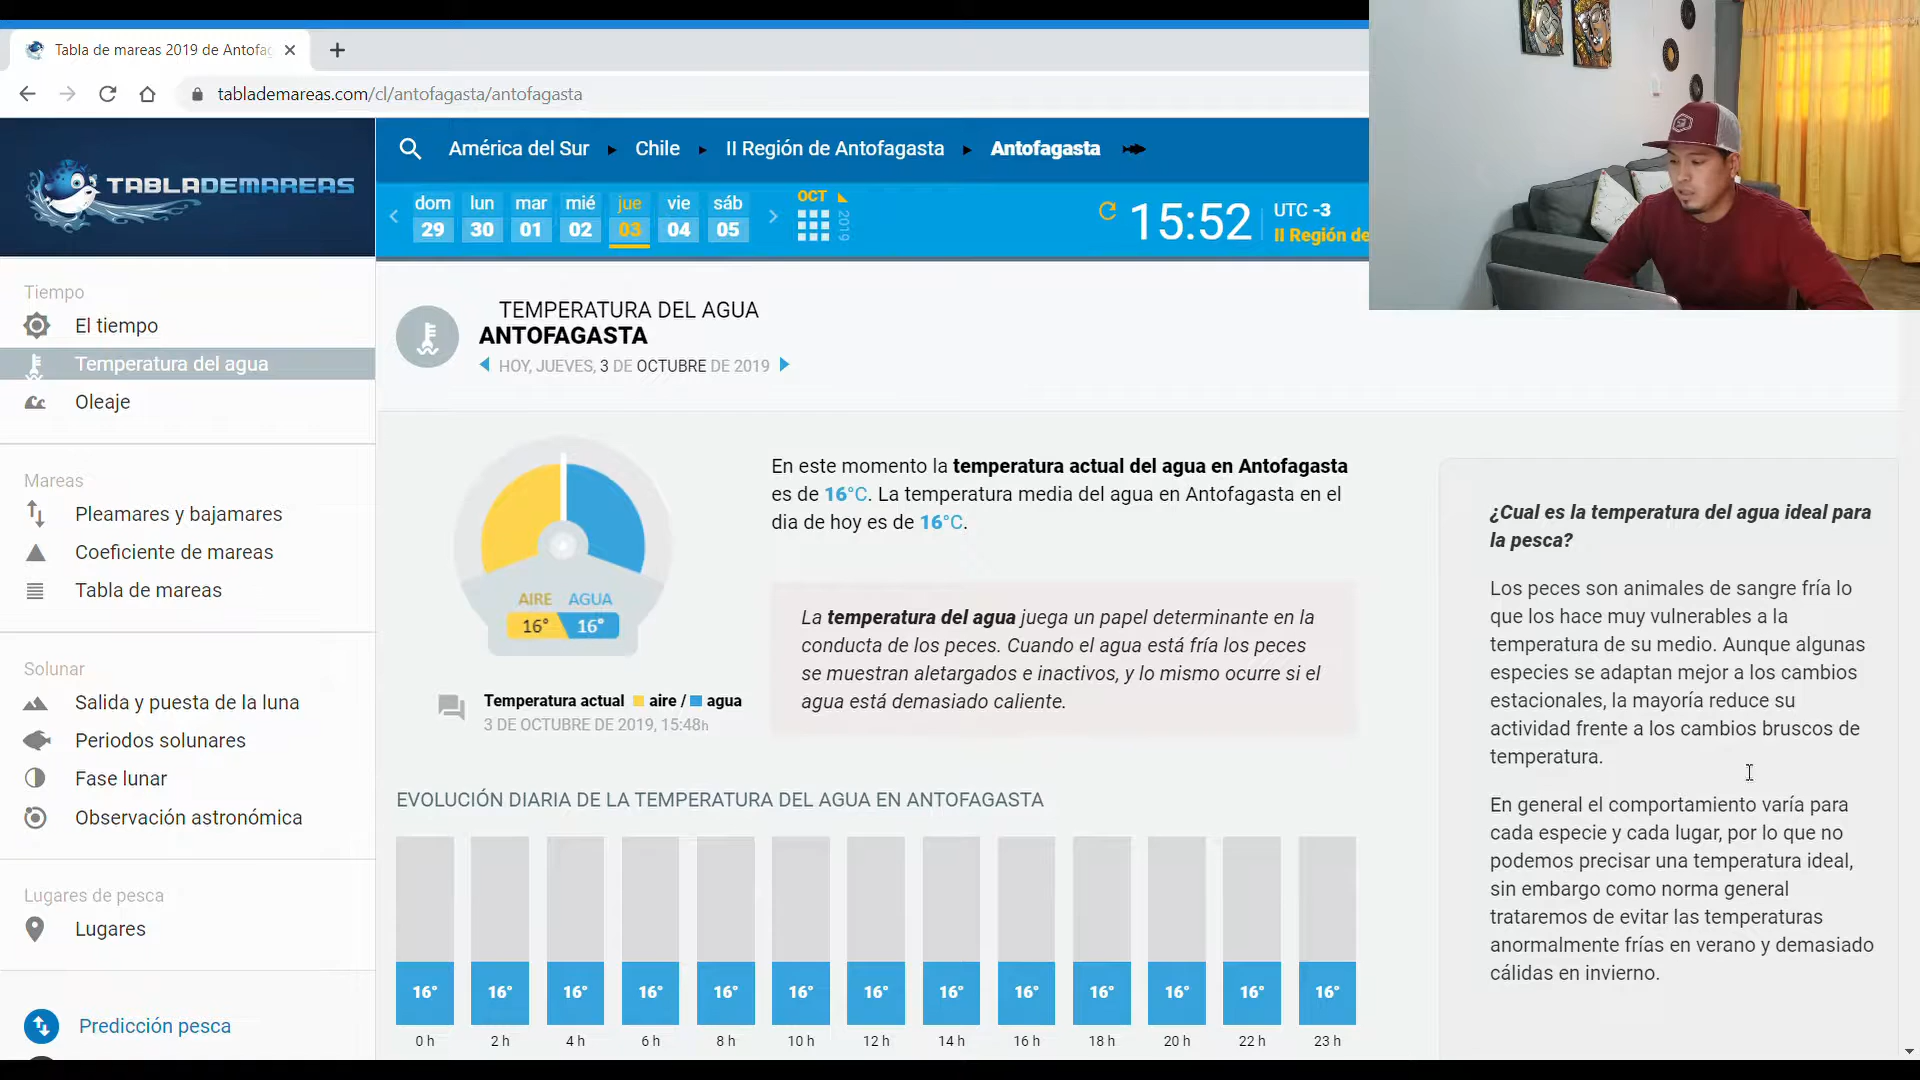 Tabla de mareas 2019 de Antofag
tablademareas.com/cl/antofagasta/antofagasta
TABLADEMAREAS
América del Sur
Chile
II Región de Antofagasta
Antofagasta
dom
lun
mar
mié
jue
vie
sáb
29
30
01
02
03
04
05
OCT
2019
15:52
UTC -3
II Región de
Tiempo
El tiempo
Temperatura del agua
Oleaje
Mareas
Pleamares y bajamares
Coeficiente de mareas
Tabla de mareas
Solunar
Salida y puesta de la luna
Periodos solunares
Fase lunar
Observación astronómica
Lugares de pesca
Lugares
Predicción pesca
TEMPERATURA DEL AGUA
ANTOFAGASTA
HOY, JUEVES, 3 DE OCTUBRE DE 2019
AIRE AGUA
16° 16°
Temperatura actual aire / agua
3 DE OCTUBRE DE 2019, 15:48h
En este momento la temperatura actual del agua en Antofagasta
es de 16°C. La temperatura media del agua en Antofagasta en el
dia de hoy es de 16°C.
La temperatura del agua juega un papel determinante en la
conducta de los peces. Cuando el agua está fría los peces
se muestran aletargados e inactivos, y lo mismo ocurre si el
agua está demasiado caliente.
EVOLUCIÓN DIARIA DE LA TEMPERATURA DEL AGUA EN ANTOFAGASTA
16° 16° 16° 16° 16° 16° 16° 16° 16° 16° 16° 16° 16°
0 h 2 h 4 h 6 h 8 h 10 h 12 h 14 h 16 h 18 h 20 h 22 h 23 h
¿Cual es la temperatura del agua ideal para
la pesca?
Los peces son animales de sangre fría lo
que los hace muy vulnerables a la
temperatura de su medio. Aunque algunas
especies se adaptan mejor a los cambios
estacionales, la mayoría reduce su
actividad frente a los cambios bruscos de
temperatura.
En general el comportamiento varía para
cada especie y cada lugar, por lo que no
podemos precisar una temperatura ideal,
sin embargo como norma general
trataremos de evitar las temperaturas
anormalmente frías en verano y demasiado
cálidas en invierno.